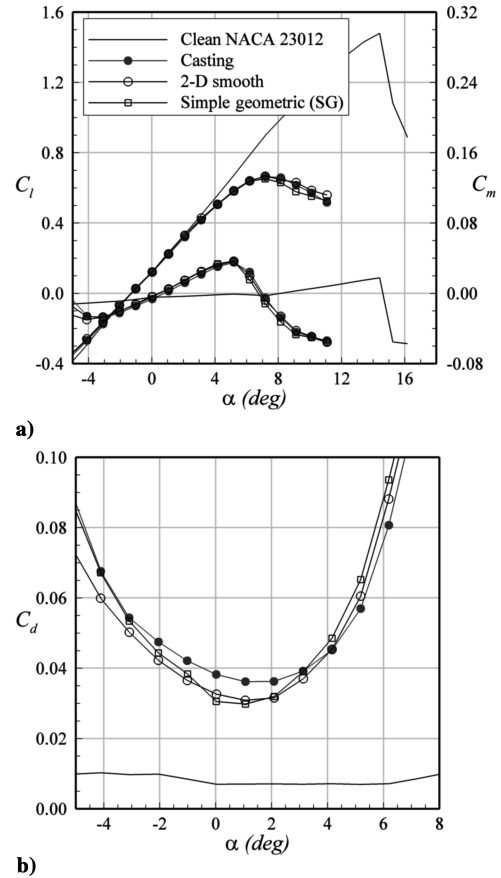 a)
1.6
1.2
0.8
0.4
0.0
-0.4
C_l
0.32
0.24
0.16
0.08
0.00
-0.08
C_m
Clean NACA 23012
Casting
2-D smooth
Simple geometric (SG)
-4 0 4 8 12 16
α (deg)
b)
0.10
0.08
0.06
0.04
0.02
0.00
C_d
-4 -2 0 2 4 6 8
α (deg)